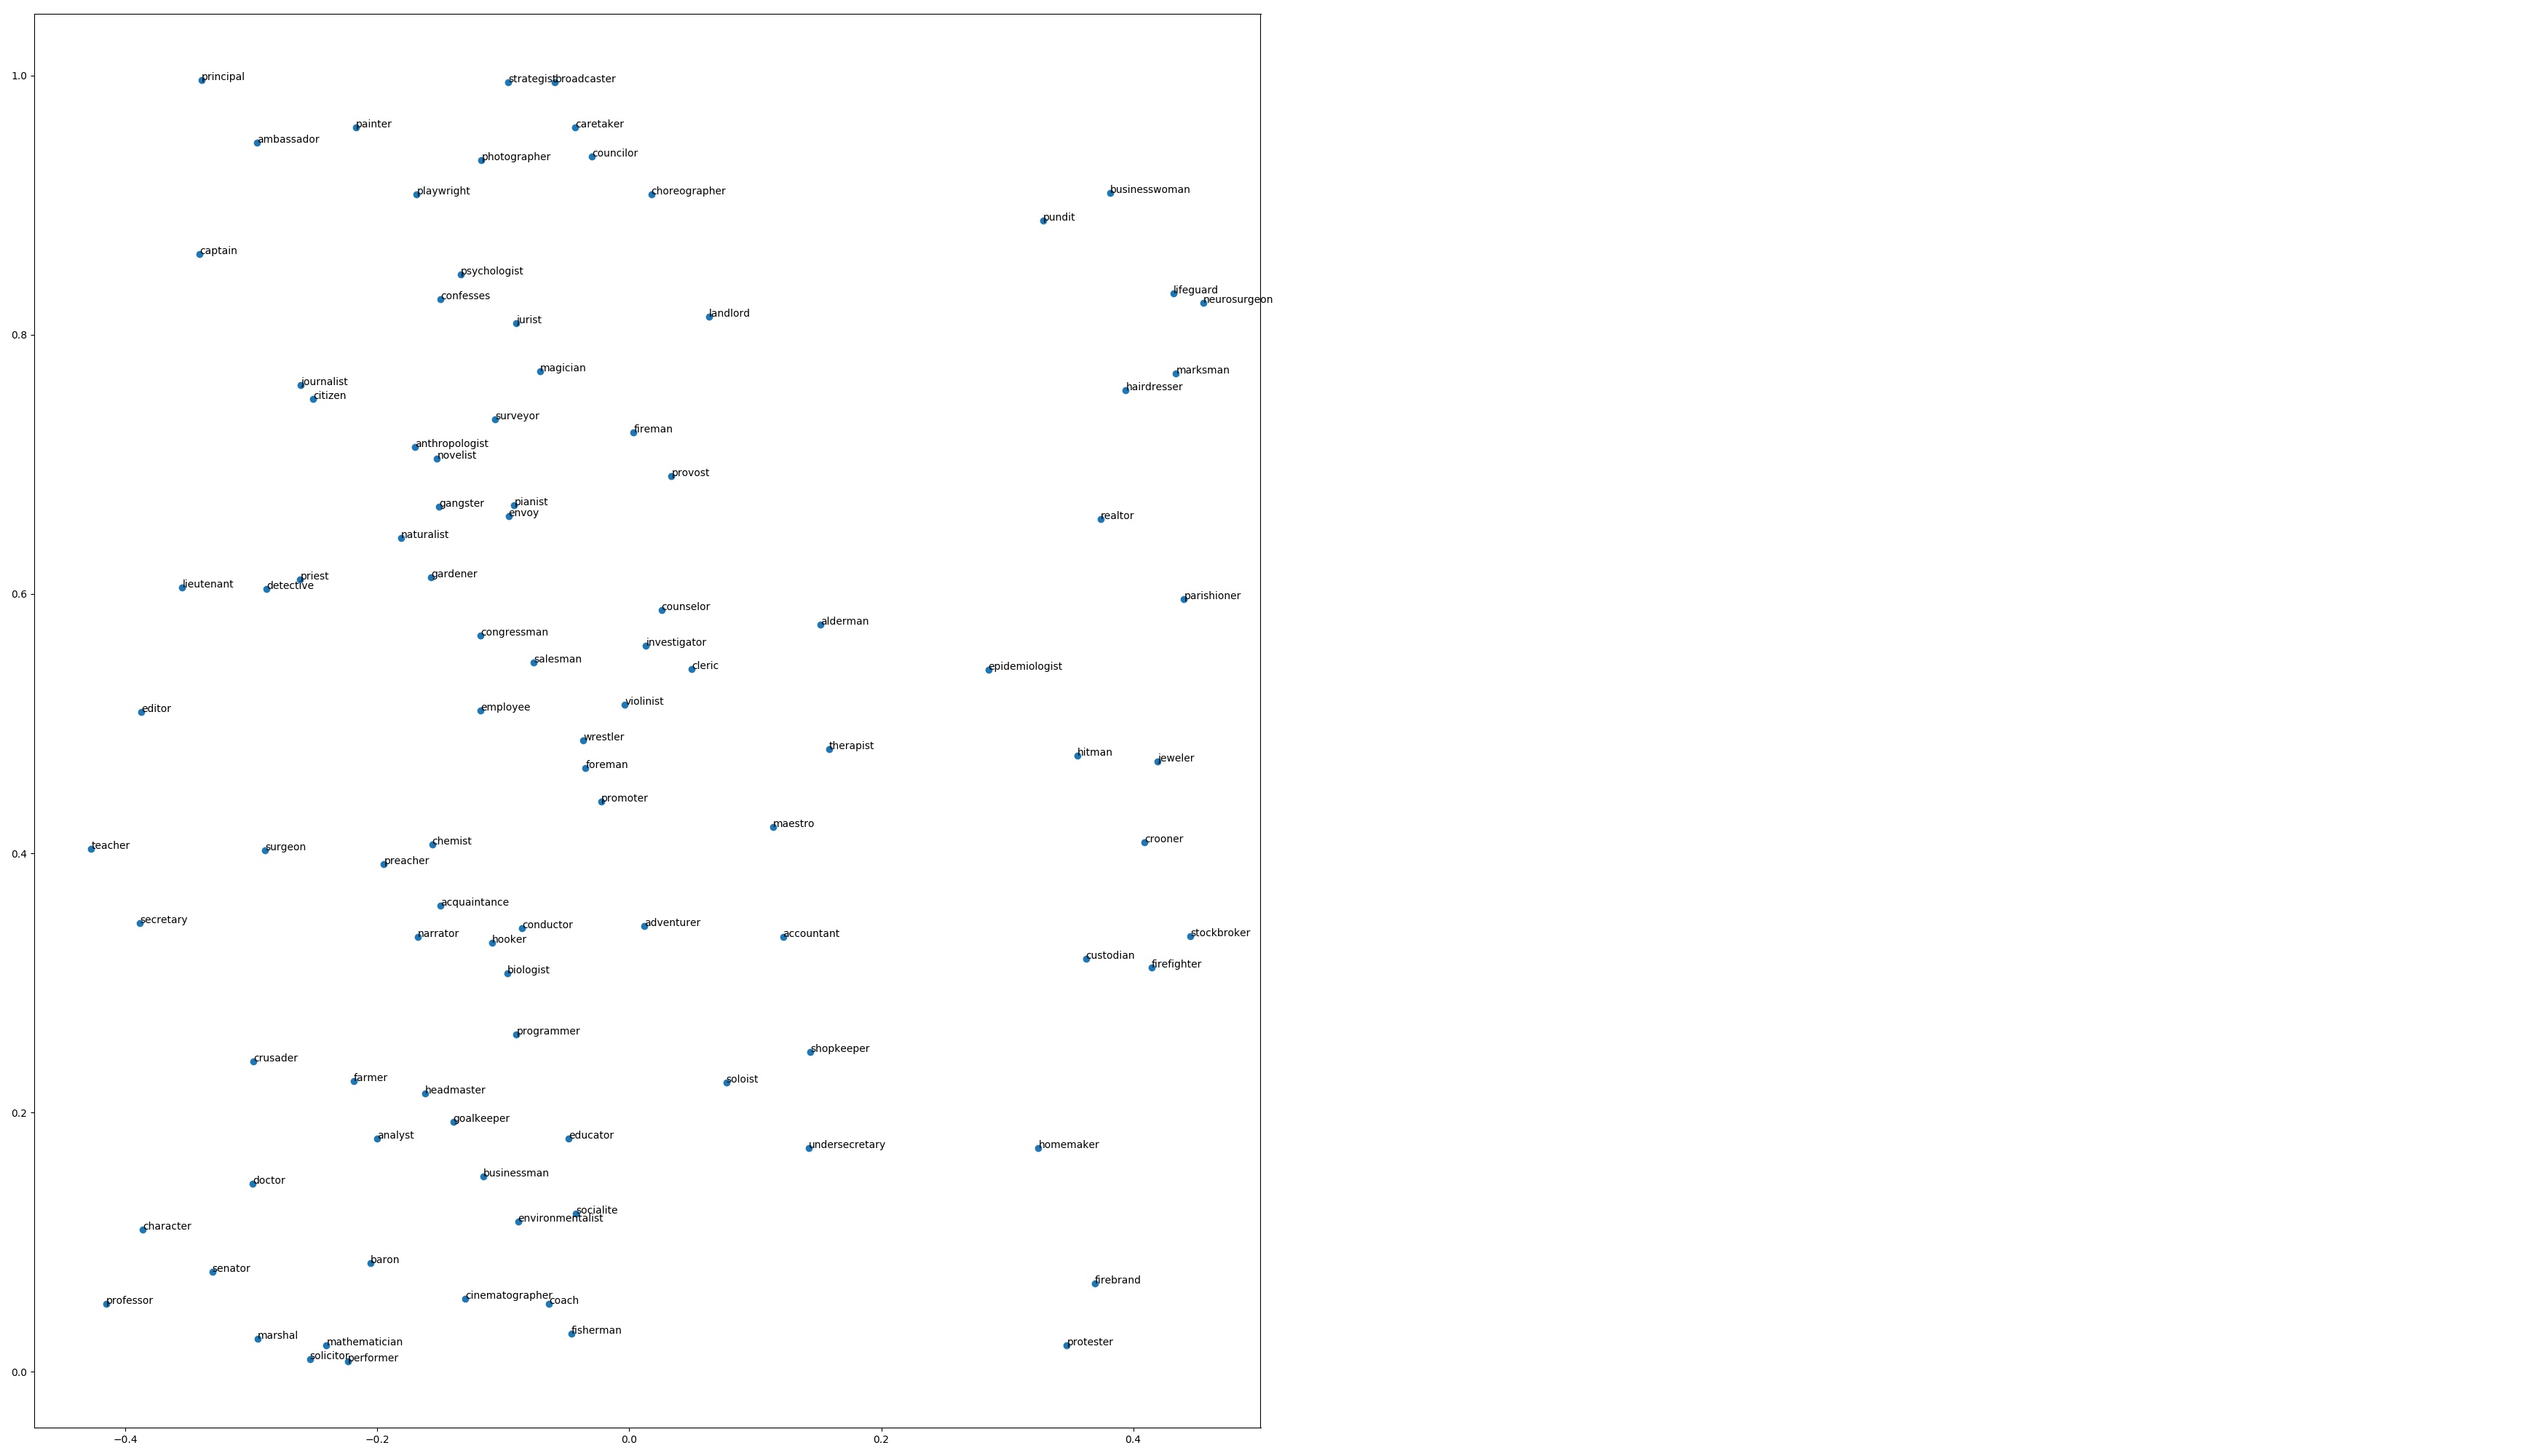 1.0
principal
strategist
broadcaster
painter
caretaker
ambassador
photographer
councilor
playwright
choreographer
businesswoman
pundit
captain
psychologist
lifeguard
confesses
neurosurgeon
landlord
jurist
0.8
magician
marksman
journalist
hairdresser
citizen
surveyor
fireman
anthropologist
novelist
provost
pianist
gangster
envoy
realtor
naturalist
gardener
priest
lieutenant
detective
0.6
parishioner
counselor
alderman
congressman
investigator
salesman
cleric
epidemiologist
violinist
employee
editor
wrestler
therapist
hitman
jeweler
foreman
promoter
maestro
crooner
chemist
teacher
surgeon
0.4
preacher
acquaintance
secretary
adventurer
conductor
narrator
accountant
stockbroker
hooker
custodian
firefighter
biologist
programmer
shopkeeper
crusader
farmer
soloist
headmaster
0.2
goalkeeper
analyst
educator
undersecretary
homemaker
businessman
doctor
socialite
environmentalist
character
baron
senator
firebrand
cinematographer
professor
coach
fisherman
marshal
mathematician
protester
solicitor
performer
0.0
−0.4
−0.2
0.0
0.2
0.4